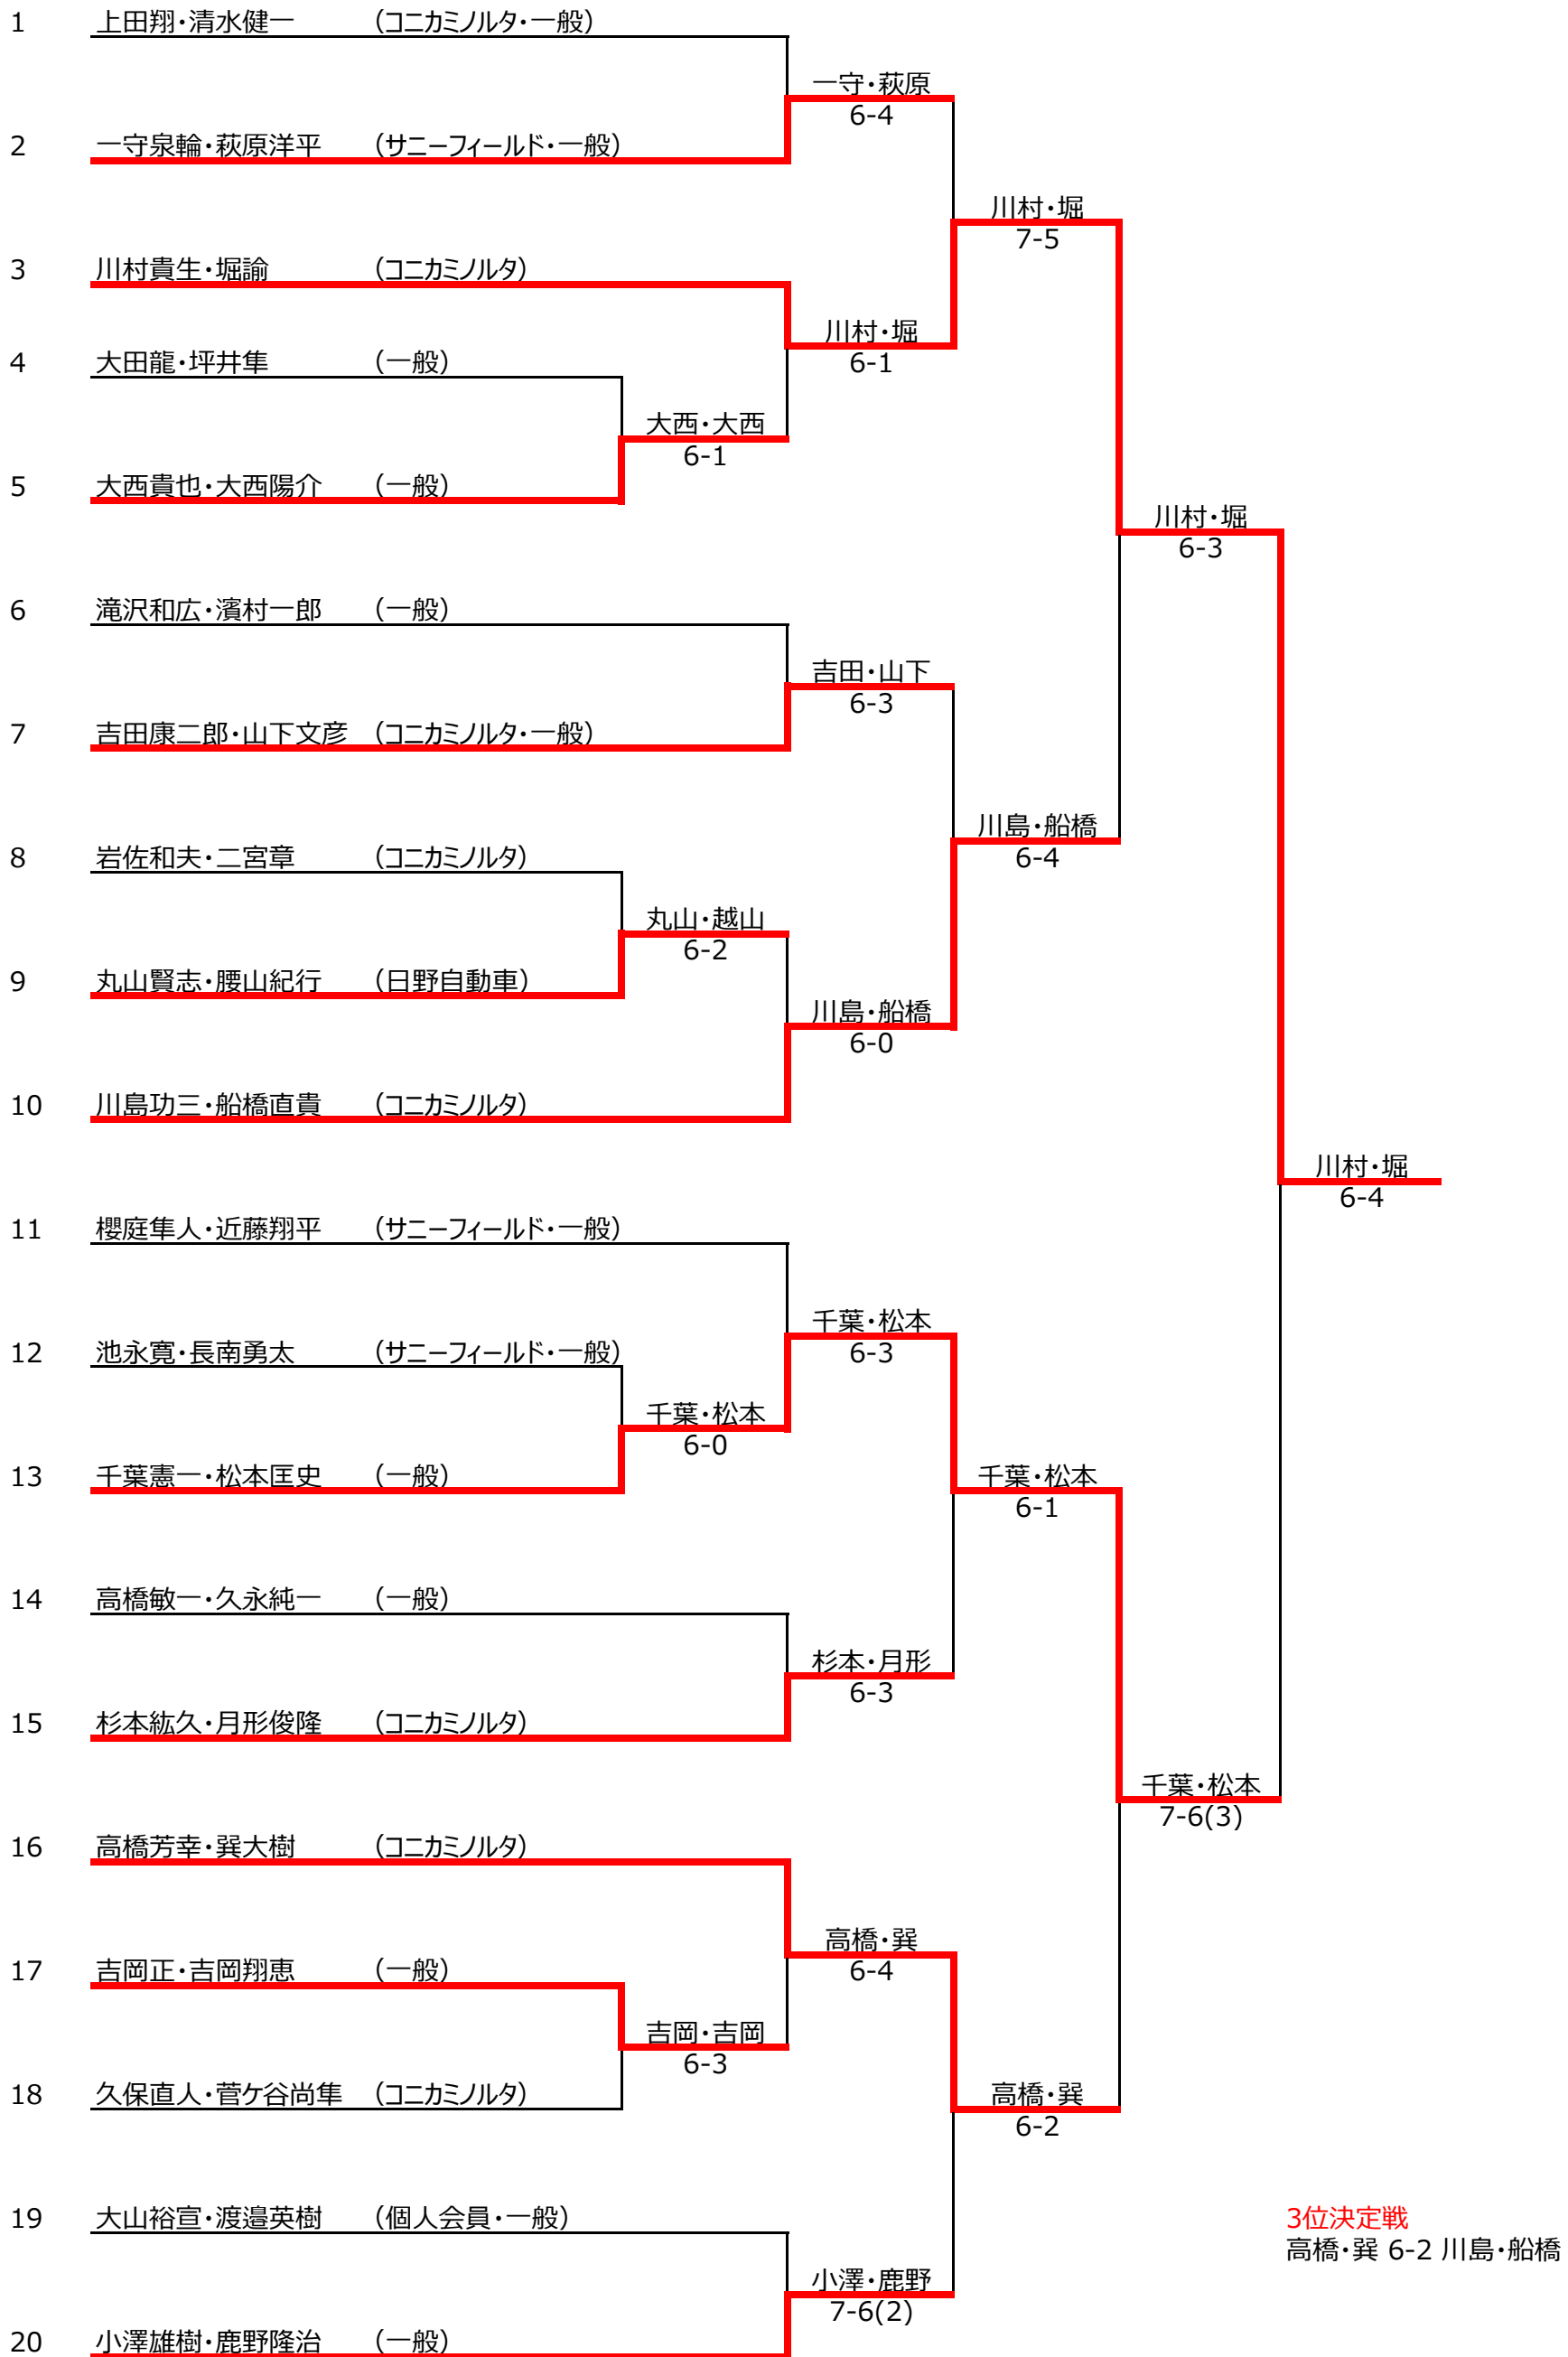 1 上田翔・清水健一 （コニカミノルタ・一般）
一守・萩原
6-4
2 一守泉輪・萩原洋平 （サニーフィールド・一般）
川村・堀
7-5
3 川村貴生・堀諭 （コニカミノルタ）
川村・堀
6-1
4 大田龍・坪井隼 （一般）
大西・大西
6-1
5 大西貴也・大西陽介 （一般）
川村・堀
6-3
6 滝沢和広・濱村一郎 （一般）
吉田・山下
6-3
7 吉田康二郎・山下文彦 （コニカミノルタ・一般）
川島・船橋
6-4
8 岩佐和夫・二宮章 （コニカミノルタ）
丸山・越山
6-2
9 丸山賢志・腰山紀行 （日野自動車）
川島・船橋
6-0
10 川島功三・船橋直貴 （コニカミノルタ）
川村・堀
6-4
11 櫻庭隼人・近藤翔平 （サニーフィールド・一般）
千葉・松本
6-3
12 池永寛・長南勇太 （サニーフィールド・一般）
千葉・松本
6-0
13 千葉憲一・松本匡史 （一般）
千葉・松本
6-1
14 高橋敏一・久永純一 （一般）
杉本・月形
6-3
15 杉本紘久・月形俊隆 （コニカミノルタ）
千葉・松本
7-6(3)
16 高橋芳幸・巽大樹 （コニカミノルタ）
高橋・巽
6-4
17 吉岡正・吉岡翔恵 （一般）
吉岡・吉岡
6-3
18 久保直人・菅ケ谷尚隼 （コニカミノルタ）
高橋・巽
6-2
19 大山裕宣・渡邉英樹 （個人会員・一般）
3位決定戦
高橋・巽 6-2 川島・船橋
小澤・鹿野
7-6(2)
20 小澤雄樹・鹿野隆治 （一般）